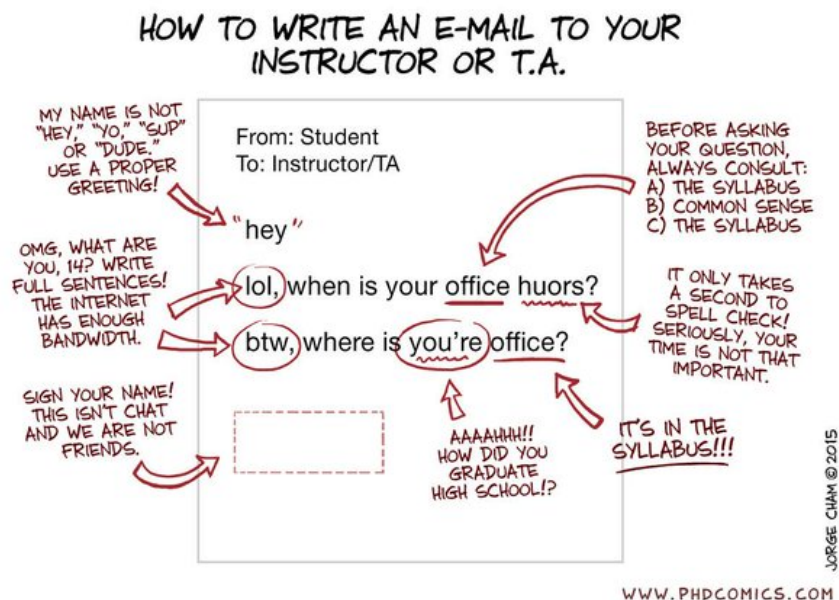 HOW TO WRITE AN E-MAIL TO YOUR
INSTRUCTOR OR T.A.
MY NAME IS NOT
"HEY," "YO," "SUP"
OR "DUDE."
USE A PROPER
GREETING!
From: Student
To: Instructor/TA
BEFORE ASKING
YOUR QUESTION,
ALWAYS CONSULT:
A) THE SYLLABUS
B) COMMON SENSE
C) THE SYLLABUS
"hey"
OMG, WHAT ARE
YOU, 14? WRITE
FULL SENTENCES!
THE INTERNET
HAS ENOUGH
BANDWIDTH.
lol, when is your office huors?
IT ONLY TAKES
A SECOND TO
SPELL CHECK!
SERIOUSLY, YOUR
TIME IS NOT THAT
IMPORTANT.
btw, where is you're office?
SIGN YOUR NAME!
THIS ISN'T CHAT
AND WE ARE NOT
FRIENDS.
AAAAHHH!!
HOW DID YOU
GRADUATE
HIGH SCHOOL!?
IT'S IN THE
SYLLABUS!!!
JORGE CHAM © 2015
WWW.PHDCOMICS.COM